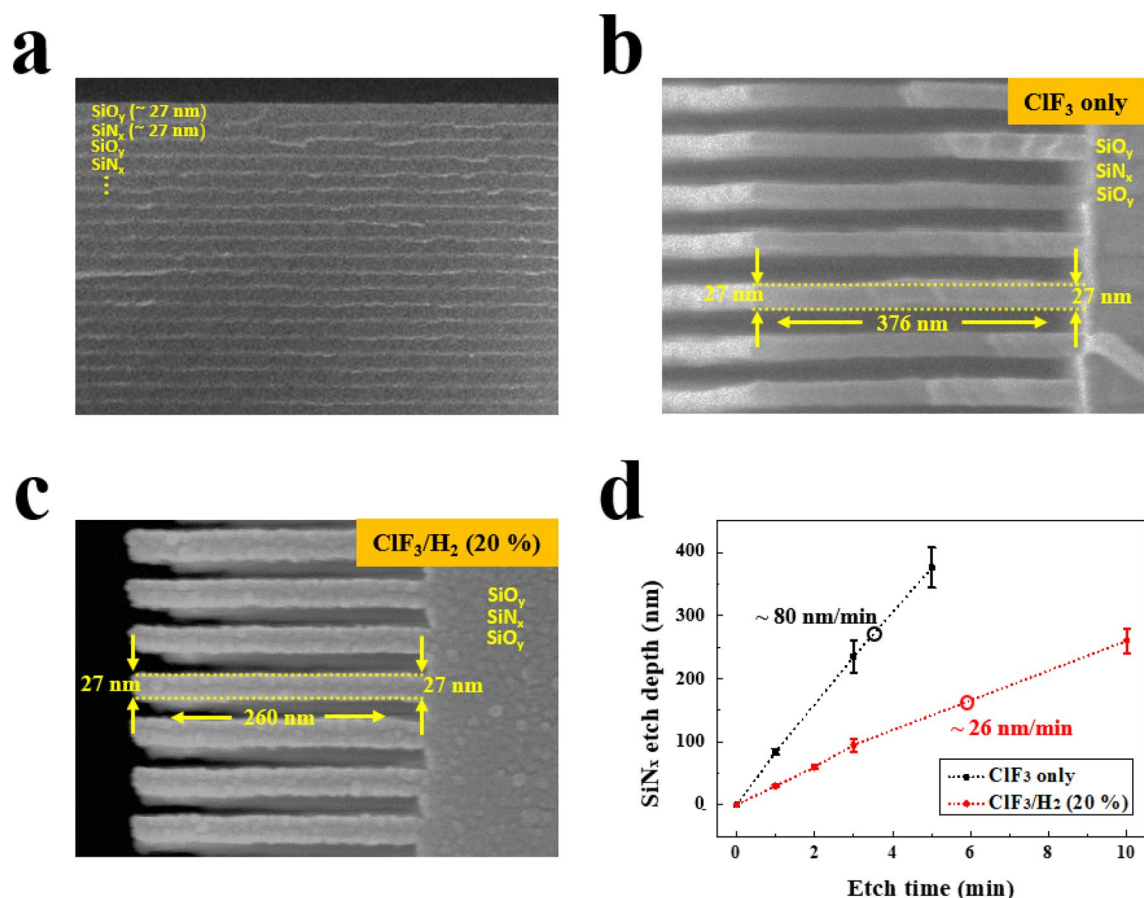 a
SiOy (~ 27 nm)
SiNx (~ 27 nm)
SiOy
SiNx
⋮
b
ClF3 only
SiOy
SiNx
SiOy
27 nm
27 nm
376 nm
c
ClF3/H2 (20 %)
SiOy
SiNx
SiOy
27 nm
27 nm
260 nm
d
SiNx etch depth (nm)
400
300
200
100
0
~ 80 nm/min
~ 26 nm/min
ClF3 only
ClF3/H2 (20 %)
0 2 4 6 8 10
Etch time (min)